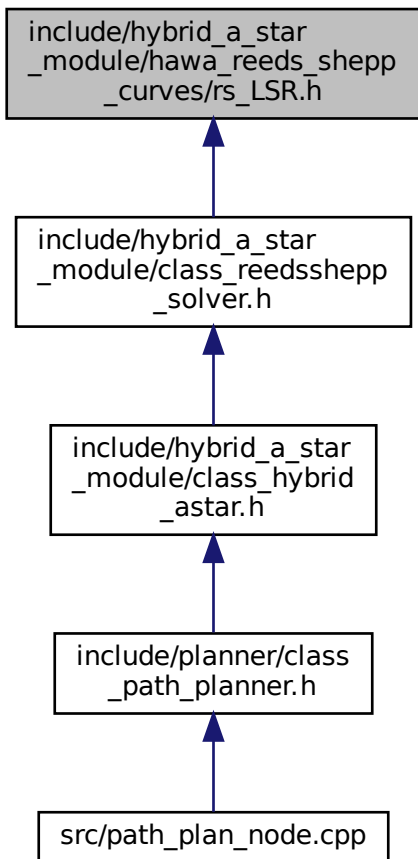 include/hybrid_a_star
_module/hawa_reeds_shepp
_curves/rs_LSR.h
include/hybrid_a_star
_module/class_reedsshepp
_solver.h
include/hybrid_a_star
_module/class_hybrid
_astar.h
include/planner/class
_path_planner.h
src/path_plan_node.cpp